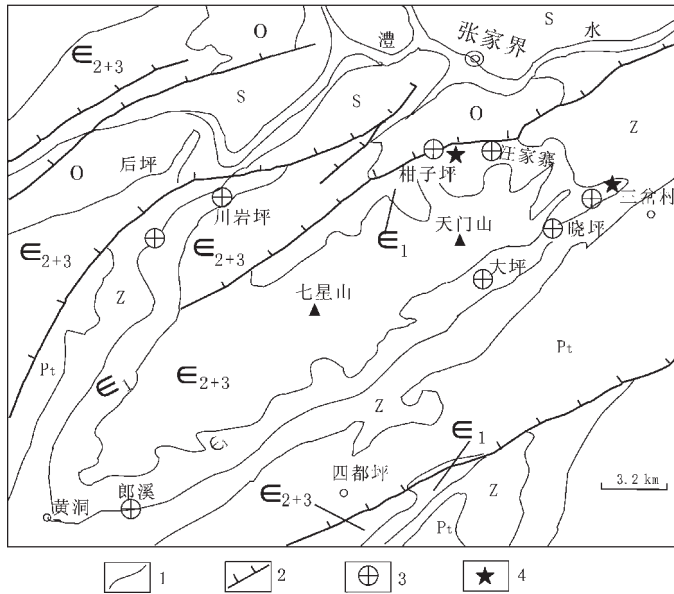 ∈2+3
O
S
澧
张家界
S
水
S
O
Z
O
后坪
柑子坪
汪家寨
三岔村
川岩坪
∈1
天门山
晓坪
∈2+3
∈2+3
大坪
Z
七星山
Pt
Pt
∈1
∈2+3
Z
∈1
∈1
3.2 km
郎溪
四都坪
黄洞
∈2+3
Z
Pt
1
2
3
4